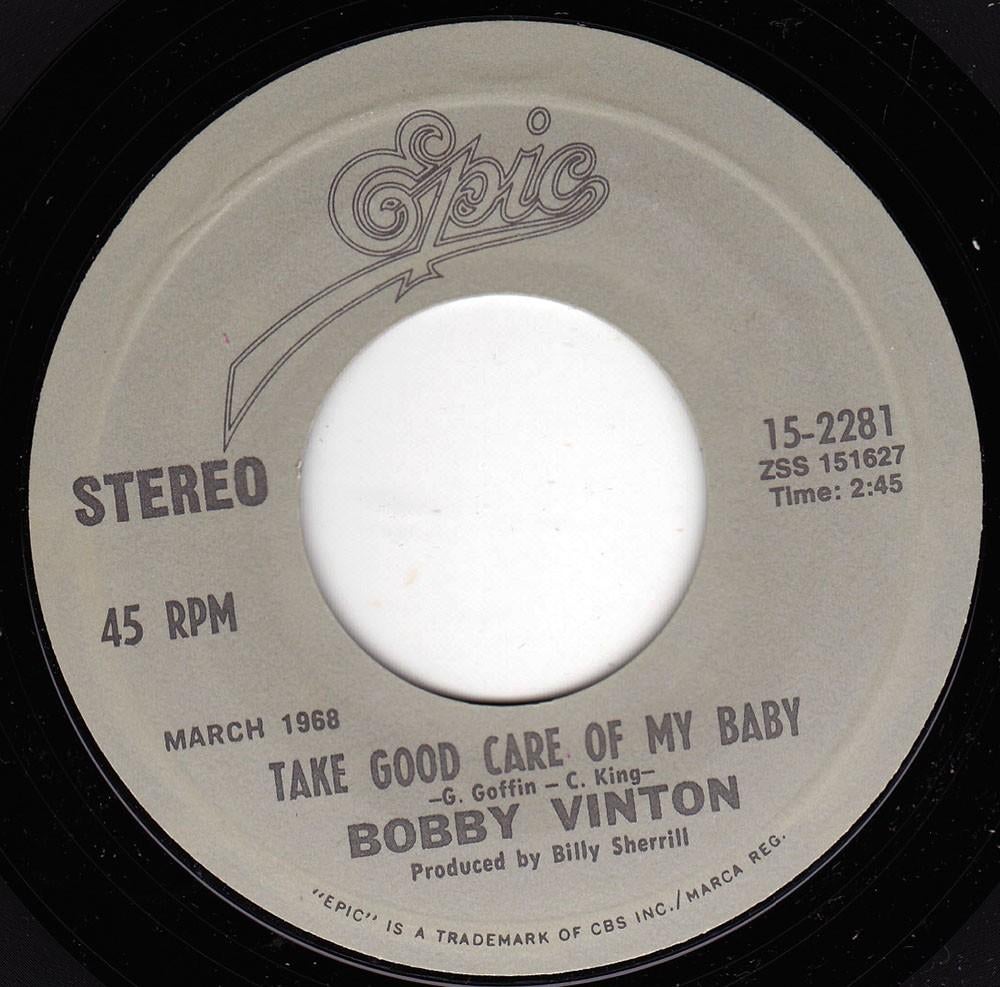 Epic
STEREO
15-2281
ZSS 151627
Time: 2:45
45 RPM
MARCH 1968
TAKE GOOD CARE OF MY BABY
-G. Goffin - C. King-
BOBBY VINTON
Produced by Billy Sherrill
"EPIC" IS A TRADEMARK OF CBS INC./MARCA REG.